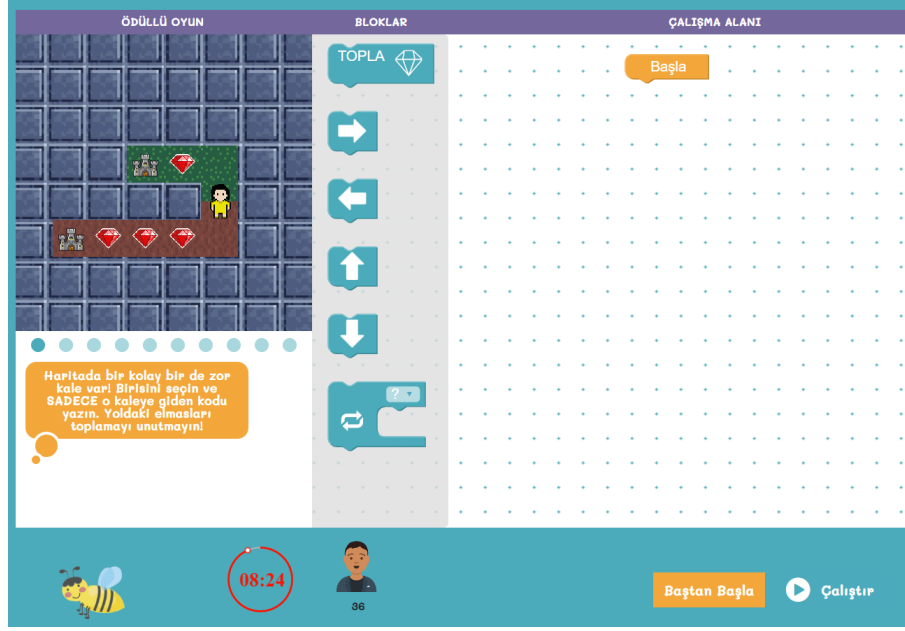 ÖDÜLLÜ OYUN
BLOKLAR
ÇALIŞMA ALANI
TOPLA
Başla
?
Haritada bir kolay bir de zor
kale var! Birisini seçin ve
SADECE o kaleye giden kodu
yazın. Yoldaki elmasları
toplamayı unutmayın!
08:24
36
Baştan Başla
Çalıştır